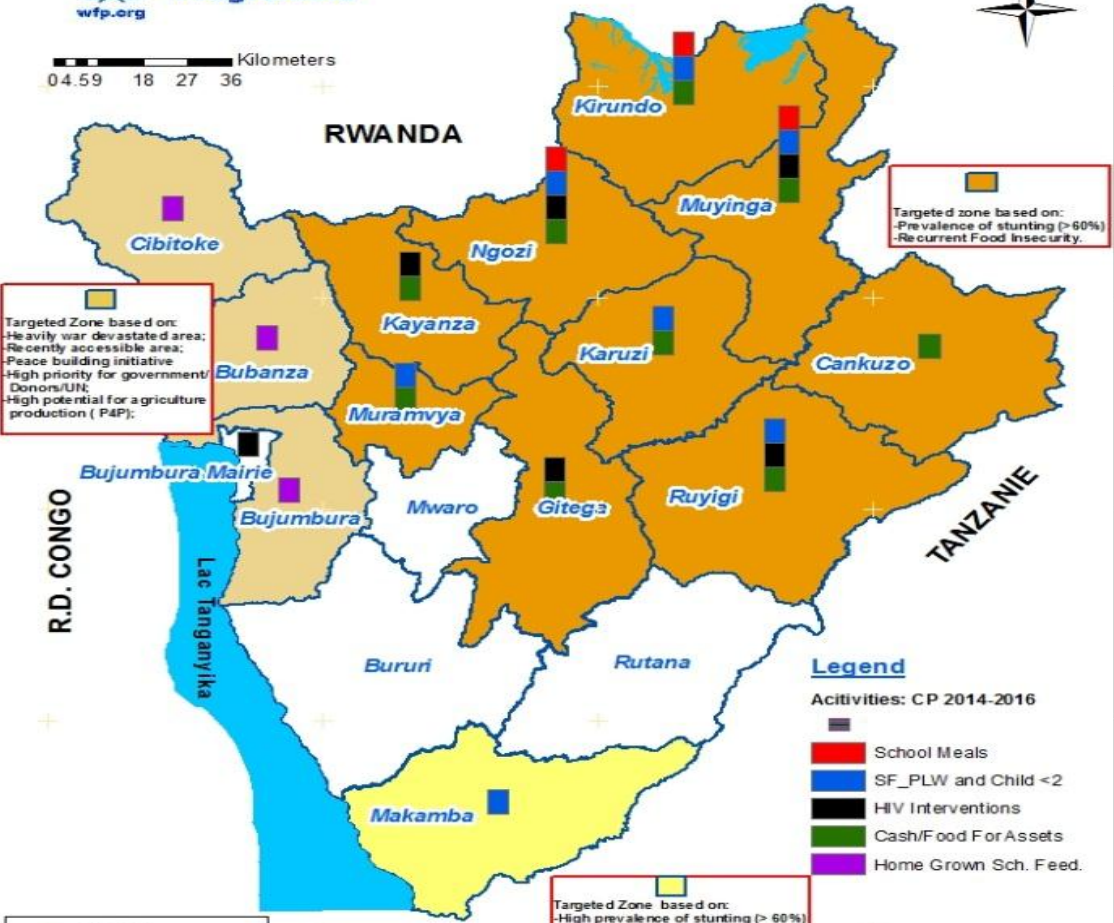 wfp.org
Kilometers
0 4.5 9 18 27 36
RWANDA
Kirundo
Muyinga
Ngozi
Cibitoke
Targeted zone based on:
-Prevalence of stunting (>60%)
-Recurrent Food Insecurity.
Targeted Zone based on:
-Heavily war devastated area;
-Recently accessible area;
-Peace building initiative
-High priority for government/
Donors/UN;
-High potential for agriculture
production ( P4P);
Kayanza
Karuzi
Cankuzo
Bubanza
Muramvya
Bujumbura Mairie
Bujumbura
Mwaro
Gitega
Ruyigi
TANZANIE
R.D. CONGO
Lac Tanganyika
Bururi
Rutana
Makamba
Legend
Acitivities: CP 2014-2016
School Meals
SF_PLW and Child <2
HIV Interventions
Cash/Food For Assets
Home Grown Sch. Feed.
Targeted Zone based on:
-High prevalence of stunting (> 60%)